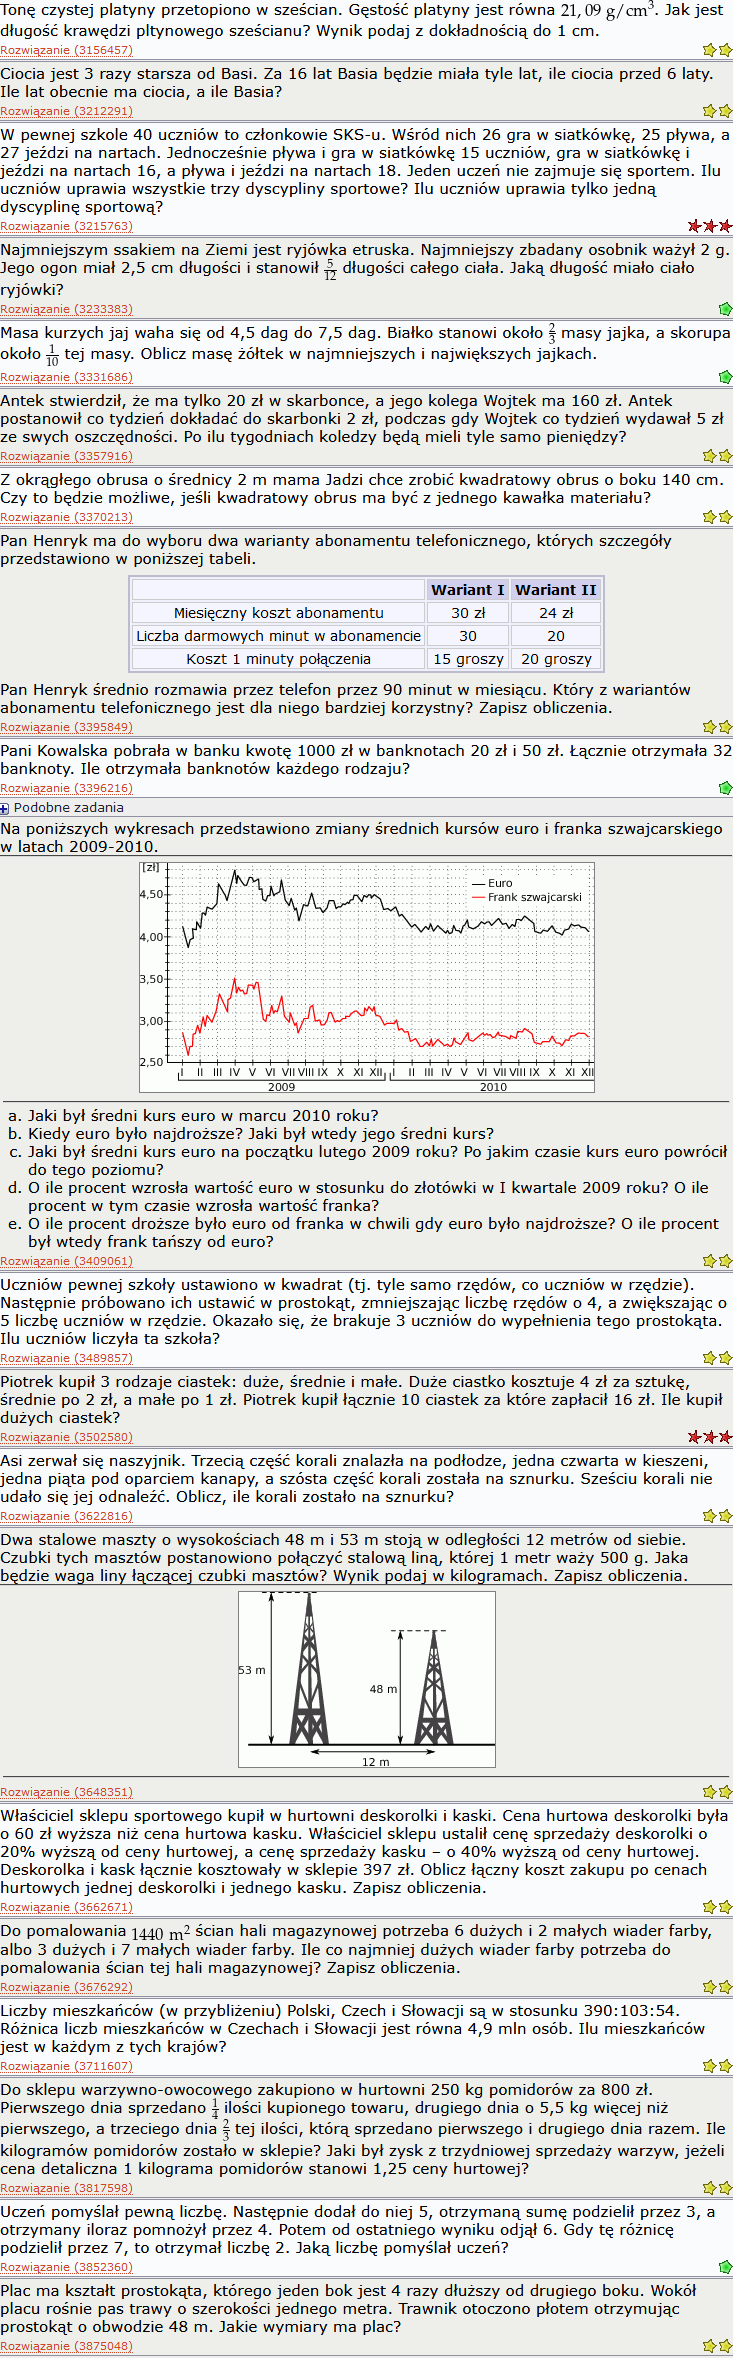 Tonę czystej platyny przetopiono w sześcian. Gęstość platyny jest równa 21, 09 g/cm³. Jak jest
długość krawędzi pltynowego sześcianu? Wynik podaj z dokładnością do 1 cm.
Rozwiązanie (3156457)
Ciocia jest 3 razy starsza od Basi. Za 16 lat Basia będzie miała tyle lat, ile ciocia przed 6 laty.
Ile lat obecnie ma ciocia, a ile Basia?
Rozwiązanie (3212291)
W pewnej szkole 40 uczniów to członkowie SKS-u. Wśród nich 26 gra w siatkówkę, 25 pływa, a
27 jeździ na nartach. Jednocześnie pływa i gra w siatkówkę 15 uczniów, gra w siatkówkę i
jeździ na nartach 16, a pływa i jeździ na nartach 18. Jeden uczeń nie zajmuje się sportem. Ilu
uczniów uprawia wszystkie trzy dyscypliny sportowe? Ilu uczniów uprawia tylko jedną
dyscyplinę sportową?
Rozwiązanie (3215763)
Najmniejszym ssakiem na Ziemi jest ryjówka etruska. Najmniejszy zbadany osobnik ważył 2 g.
Jego ogon miał 2,5 cm długości i stanowił 5/12 długości całego ciała. Jaką długość miało ciało
ryjówki?
Rozwiązanie (3233383)
Masa kurzych jaj waha się od 4,5 dag do 7,5 dag. Białko stanowi około 2/3 masy jajka, a skorupa
około 1/10 tej masy. Oblicz masę żółtek w najmniejszych i największych jajkach.
Rozwiązanie (3331686)
Antek stwierdził, że ma tylko 20 zł w skarbonce, a jego kolega Wojtek ma 160 zł. Antek
postanowił co tydzień dokładać do skarbonki 2 zł, podczas gdy Wojtek co tydzień wydawał 5 zł
ze swych oszczędności. Po ilu tygodniach koledzy będą mieli tyle samo pieniędzy?
Rozwiązanie (3357916)
Z okrągłego obrusa o średnicy 2 m mama Jadzi chce zrobić kwadratowy obrus o boku 140 cm.
Czy to będzie możliwe, jeśli kwadratowy obrus ma być z jednego kawałka materiału?
Rozwiązanie (3370213)
Pan Henryk ma do wyboru dwa warianty abonamentu telefonicznego, których szczegóły
przedstawiono w poniższej tabeli.
Wariant I Wariant II
Miesięczny koszt abonamentu 30 zł 24 zł
Liczba darmowych minut w abonamencie 30 20
Koszt 1 minuty połączenia 15 groszy 20 groszy
Pan Henryk średnio rozmawia przez telefon przez 90 minut w miesiącu. Który z wariantów
abonamentu telefonicznego jest dla niego bardziej korzystny? Zapisz obliczenia.
Rozwiązanie (3395849)
Pani Kowalska pobrała w banku kwotę 1000 zł w banknotach 20 zł i 50 zł. Łącznie otrzymała 32
banknoty. Ile otrzymała banknotów każdego rodzaju?
Rozwiązanie (3396216)
Podobne zadania
Na poniższych wykresach przedstawiono zmiany średnich kursów euro i franka szwajcarskiego
w latach 2009-2010.
[zł]
4,50
4,00
3,50
3,00
2,50
Euro
Frank szwajcarski
I II III IV V VI VII VIII IX X XI XII I II III IV V VI VII VIII IX X XI XII
2009 2010
a. Jaki był średni kurs euro w marcu 2010 roku?
b. Kiedy euro było najdroższe? Jaki był wtedy jego średni kurs?
c. Jaki był średni kurs euro na początku lutego 2009 roku? Po jakim czasie kurs euro powrócił
do tego poziomu?
d. O ile procent wzrosła wartość euro w stosunku do złotówki w I kwartale 2009 roku? O ile
procent w tym czasie wzrosła wartość franka?
e. O ile procent droższe było euro od franka w chwili gdy euro było najdroższe? O ile procent
był wtedy frank tańszy od euro?
Rozwiązanie (3409061)
Uczniów pewnej szkoły ustawiono w kwadrat (tj. tyle samo rzędów, co uczniów w rzędzie).
Następnie próbowano ich ustawić w prostokąt, zmniejszając liczbę rzędów o 4, a zwiększając o
5 liczbę uczniów w rzędzie. Okazało się, że brakuje 3 uczniów do wypełnienia tego prostokąta.
Ilu uczniów liczyła ta szkoła?
Rozwiązanie (3489857)
Piotrek kupił 3 rodzaje ciastek: duże, średnie i małe. Duże ciastko kosztuje 4 zł za sztukę,
średnie po 2 zł, a małe po 1 zł. Piotrek kupił łącznie 10 ciastek za które zapłacił 16 zł. Ile kupił
dużych ciastek?
Rozwiązanie (3502580)
Asi zerwał się naszyjnik. Trzecią część korali znalazła na podłodze, jedna czwarta w kieszeni,
jedna piąta pod oparciem kanapy, a szósta część korali została na sznurku. Sześciu korali nie
udało się jej odnaleźć. Oblicz, ile korali zostało na sznurku?
Rozwiązanie (3622816)
Dwa stalowe maszty o wysokościach 48 m i 53 m stoją w odległości 12 metrów od siebie.
Czubki tych masztów postanowiono połączyć stalową liną, której 1 metr waży 500 g. Jaka
będzie waga liny łączącej czubki masztów? Wynik podaj w kilogramach. Zapisz obliczenia.
53 m
48 m
12 m
Rozwiązanie (3648351)
Właściciel sklepu sportowego kupił w hurtowni deskorolki i kaski. Cena hurtowa deskorolki była
o 60 zł wyższa niż cena hurtowa kasku. Właściciel sklepu ustalił cenę sprzedaży deskorolki o
20% wyższą od ceny hurtowej, a cenę sprzedaży kasku – o 40% wyższą od ceny hurtowej.
Deskorolka i kask łącznie kosztowały w sklepie 397 zł. Oblicz łączny koszt zakupu po cenach
hurtowych jednej deskorolki i jednego kasku. Zapisz obliczenia.
Rozwiązanie (3662671)
Do pomalowania 1440 m² ścian hali magazynowej potrzeba 6 dużych i 2 małych wiader farby,
albo 3 dużych i 7 małych wiader farby. Ile co najmniej dużych wiader farby potrzeba do
pomalowania ścian tej hali magazynowej? Zapisz obliczenia.
Rozwiązanie (3676292)
Liczby mieszkańców (w przybliżeniu) Polski, Czech i Słowacji są w stosunku 390:103:54.
Różnica liczb mieszkańców w Czechach i Słowacji jest równa 4,9 mln osób. Ilu mieszkańców
jest w każdym z tych krajów?
Rozwiązanie (3711607)
Do sklepu warzywno-owocowego zakupiono w hurtowni 250 kg pomidorów za 800 zł.
Pierwszego dnia sprzedano 1/4 ilości kupionego towaru, drugiego dnia o 5,5 kg więcej niż
pierwszego, a trzeciego dnia 2/3 tej ilości, którą sprzedano pierwszego i drugiego dnia razem. Ile
kilogramów pomidorów zostało w sklepie? Jaki był zysk z trzydniowej sprzedaży warzyw, jeżeli
cena detaliczna 1 kilograma pomidorów stanowi 1,25 ceny hurtowej?
Rozwiązanie (3817598)
Uczeń pomyślał pewną liczbę. Następnie dodał do niej 5, otrzymaną sumę podzielił przez 3, a
otrzymany iloraz pomnożył przez 4. Potem od ostatniego wyniku odjął 6. Gdy tę różnicę
podzielił przez 7, to otrzymał liczbę 2. Jaką liczbę pomyślał uczeń?
Rozwiązanie (3852360)
Plac ma kształt prostokąta, którego jeden bok jest 4 razy dłuższy od drugiego boku. Wokół
placu rośnie pas trawy o szerokości jednego metra. Trawnik otoczono płotem otrzymując
prostokąt o obwodzie 48 m. Jakie wymiary ma plac?
Rozwiązanie (3875048)